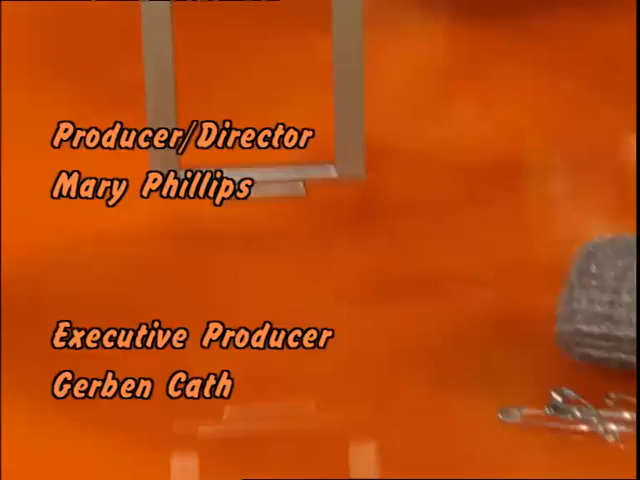 Producer/Director
Mary Phillips
Executive Producer
Gerben Cath